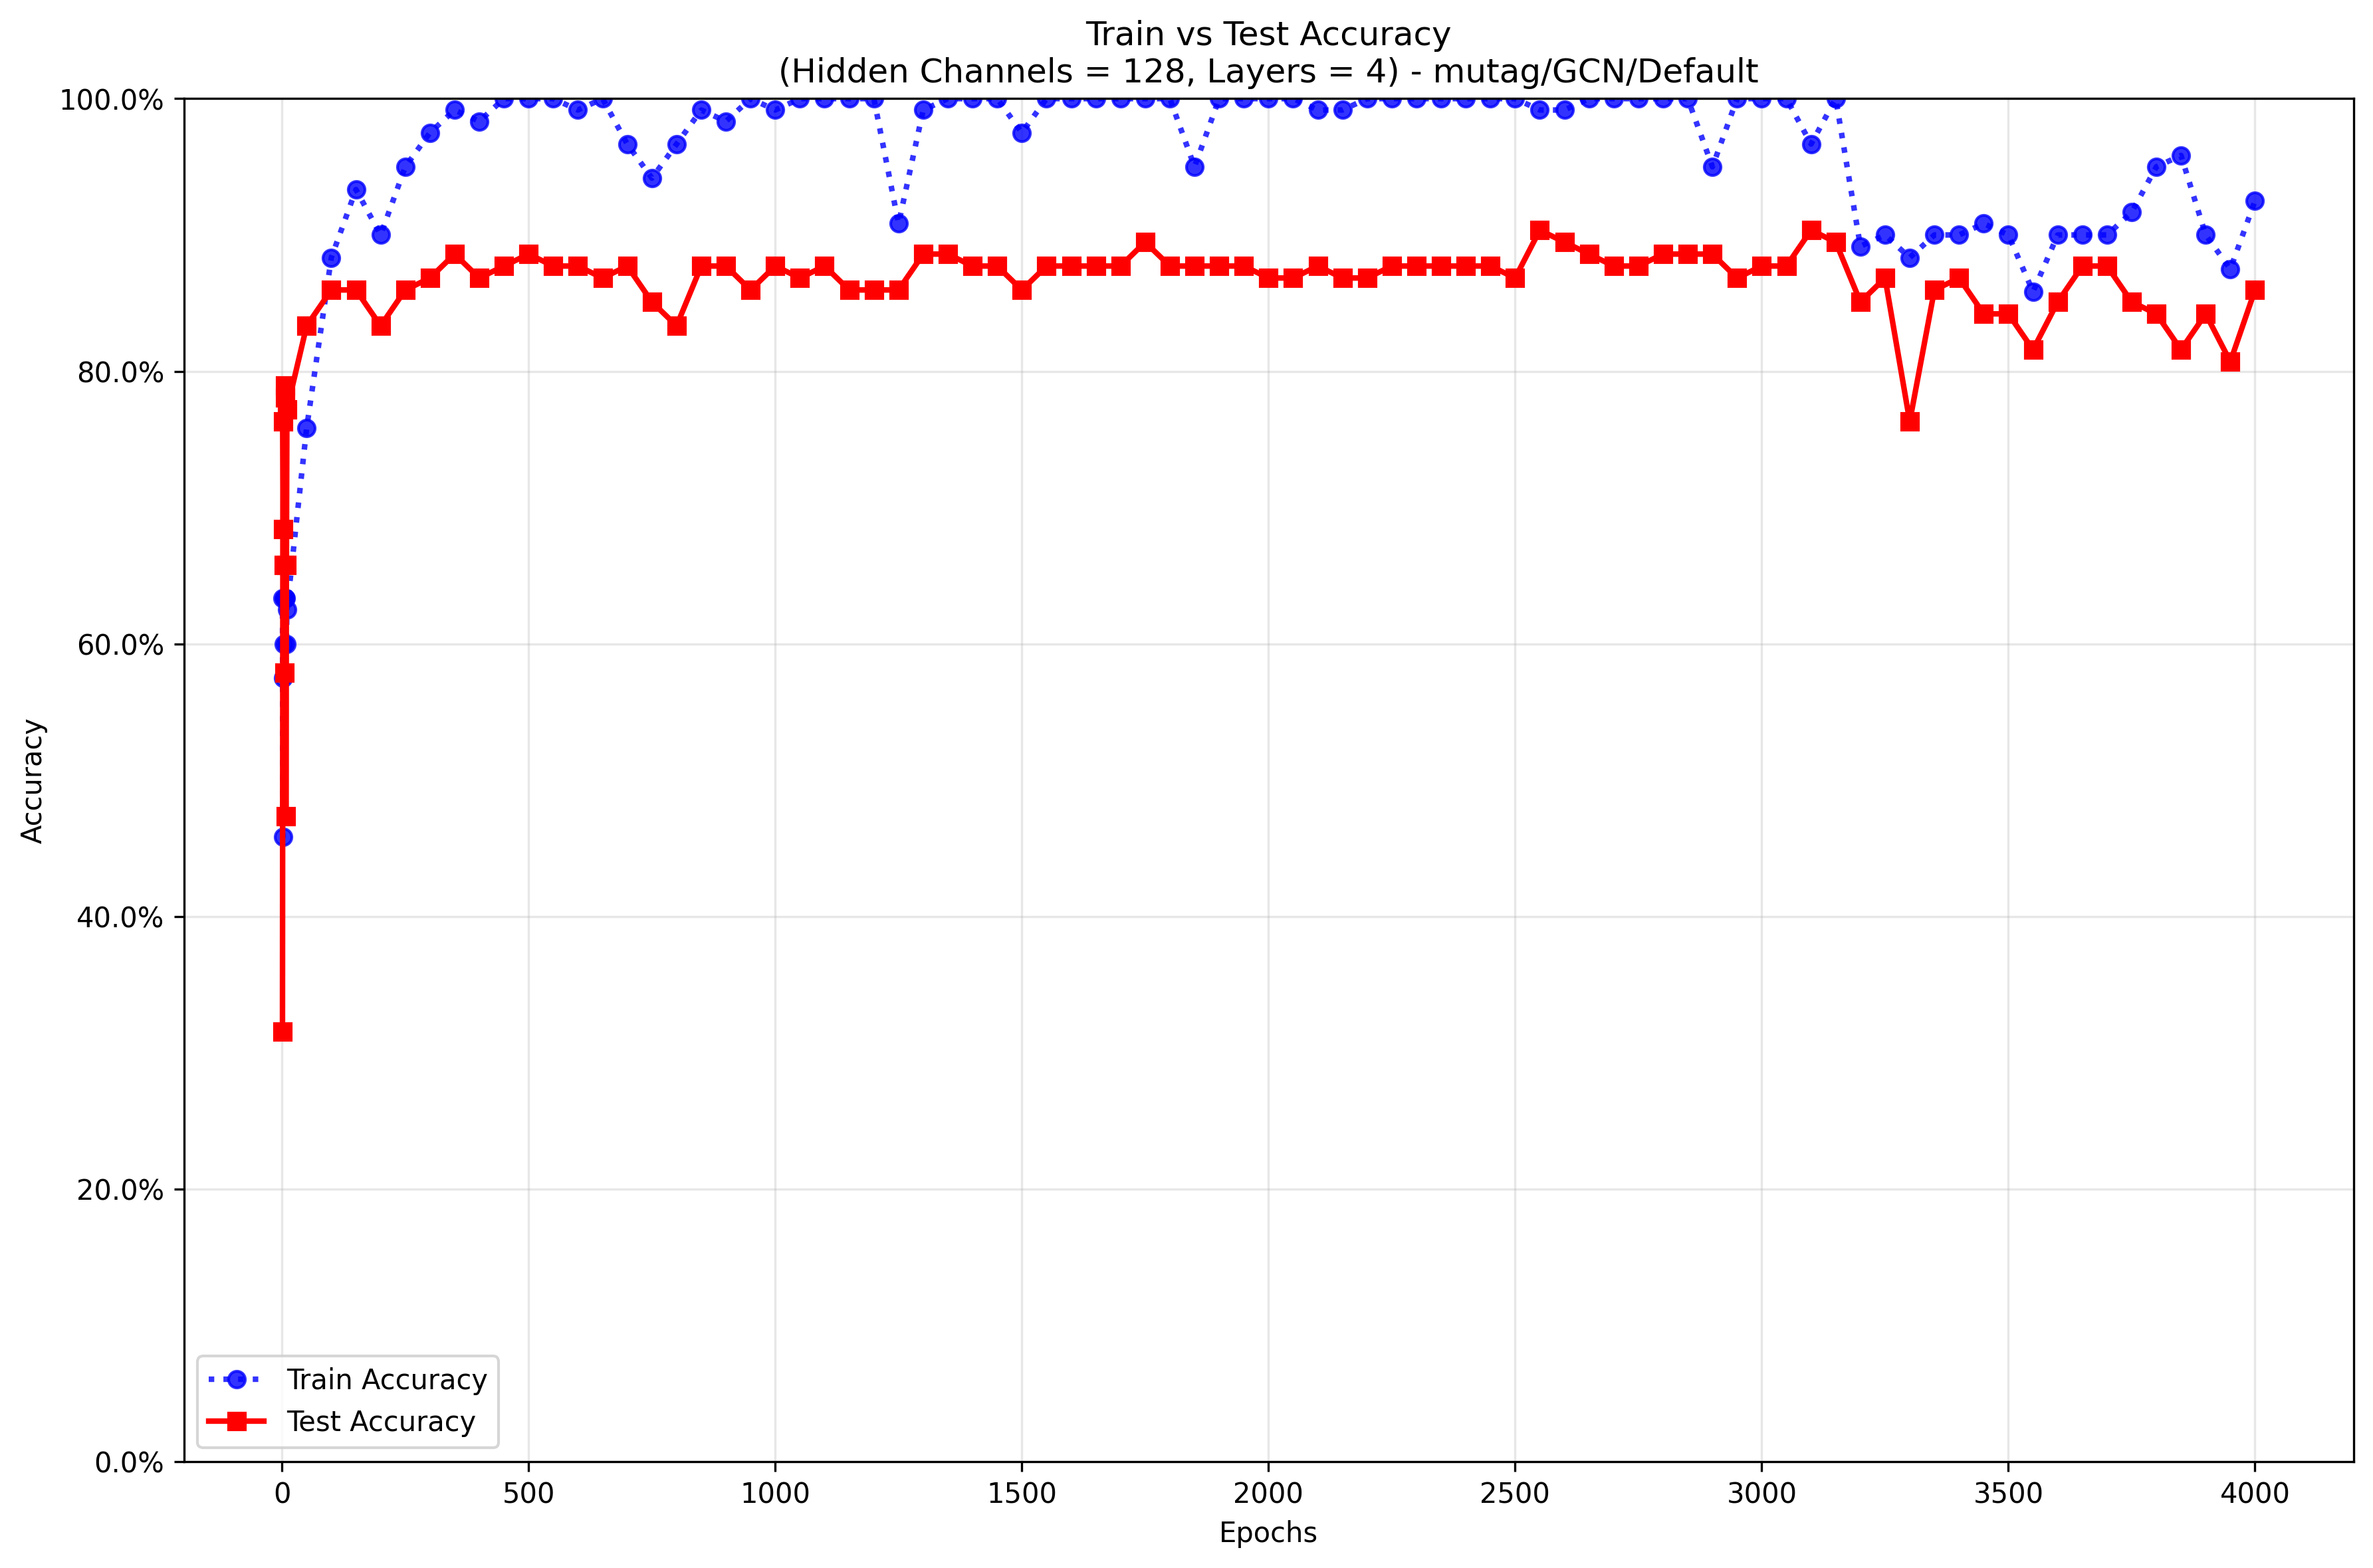 Train vs Test Accuracy
(Hidden Channels = 128, Layers = 4) - mutag/GCN/Default
100.0%
80.0%
60.0%
40.0%
20.0%
0.0%
Accuracy
Train Accuracy
Test Accuracy
0 500 1000 1500 2000 2500 3000 3500 4000
Epochs